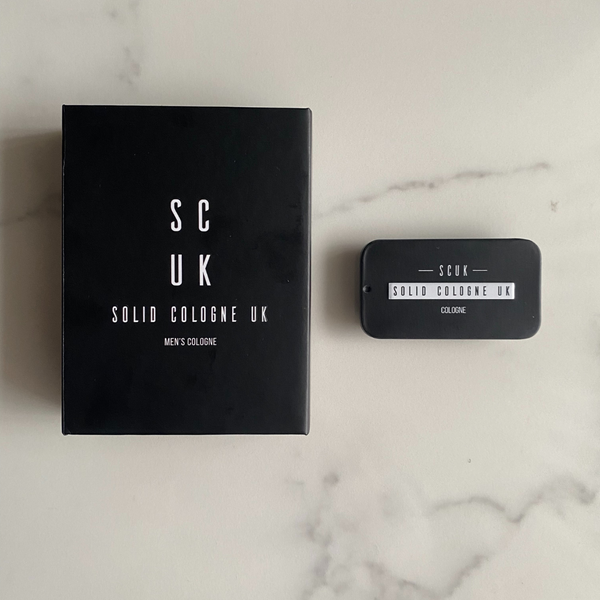 SC
UK
SOLID COLOGNE UK
MEN'S COLOGNE
SCUK
SOLID COLOGNE UK
COLOGNE